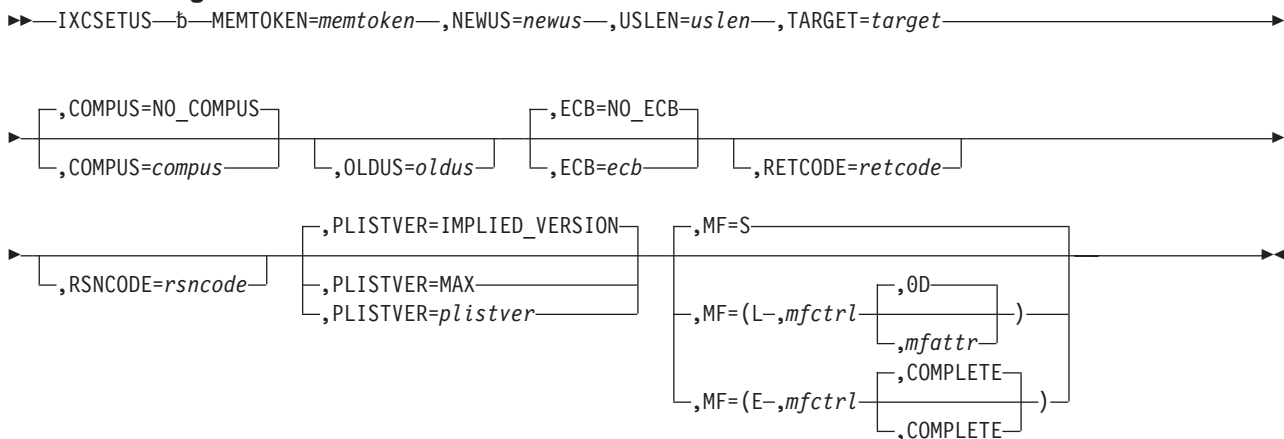 IXCSETUS ƀ MEMTOKEN=memtoken ,NEWUS=newus ,USLEN=uslen ,TARGET=target
,COMPUS=NO_COMPUS ,ECB=NO_ECB
,COMPUS=compus ,OLDUS=oldus ,ECB=ecb ,RETCODE=retcode
,PLISTVER=IMPLIED_VERSION ,MF=S
,RSNCODE=rsncode ,PLISTVER=MAX ,0D
,PLISTVER=plistver ,MF=(L ,mfctrl )
,mfattr
,COMPLETE
,MF=(E ,mfctrl )
,COMPLETE